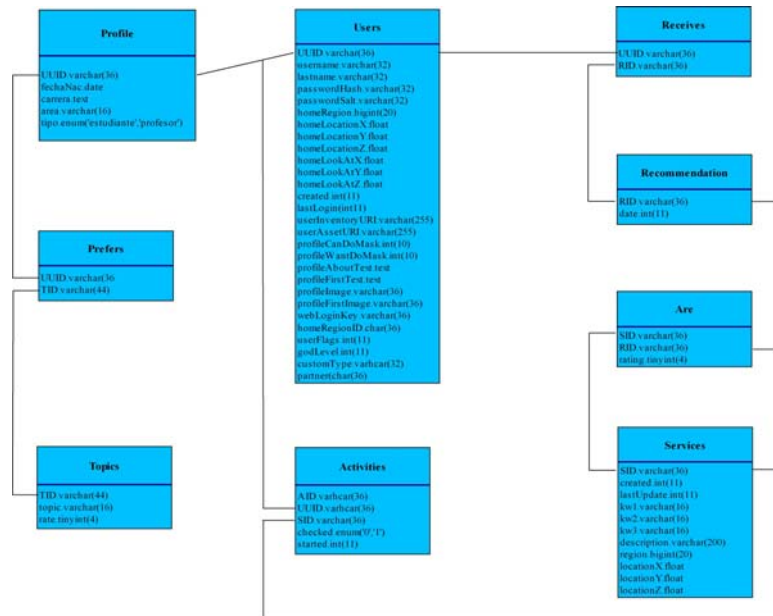 Profile
UUID.varchar(36)
fechaNac.date
carrera.text
area.varchar(16)
tipo.enum('estudiante','profesor')
Prefers
UUID.varchar(36
TID.varchar(44)
Topics
TID.varchar(44)
topic.varchar(16)
rate.tinyint(4)
Users
UUID.varchar(36)
username.varchar(32)
lastname.varchar(32)
passwordHash.varchar(32)
passwordSalt.varchar(32)
homeRegion.bigint(20)
homeLocationX.float
homeLocationY.float
homeLocationZ.float
homeLookAtX.float
homeLookAtY.float
homeLookAtZ.float
created.int(11)
lastLogin(int11)
userInventoryURI.varchar(255)
userAssetURI.varchar(255)
profileCanDoMask.int(10)
profileWantDoMask.int(10)
profileAboutTest.test
profileFirstTest.test
profileImage.varchar(36)
profileFirstImage.varchar(36)
webLoginKey.varchar(36)
homeRegionID.char(36)
userFlags.int(11)
godLevel.int(11)
customType.varhcar(32)
partner(char(36)
Activities
AID.varhcar(36)
UUID.varhcar(36)
SID.varchar(36)
checked.enum('0','1')
started.int(11)
Receives
UUID.varchar(36)
RID.varchar(36)
Recommendation
RID.varchar(36)
date.int(11)
Are
SID.varchar(36)
RID.varchar(36)
rating.tinyint(4)
Services
SID.varchar(36)
created.int(11)
lastUpdate.int(11)
kw1.varchar(16)
kw2.varchar(16)
kw3.varchar(16)
description.varchar(200)
region.bigint(20)
locationX.float
locationY.float
locationZ.float